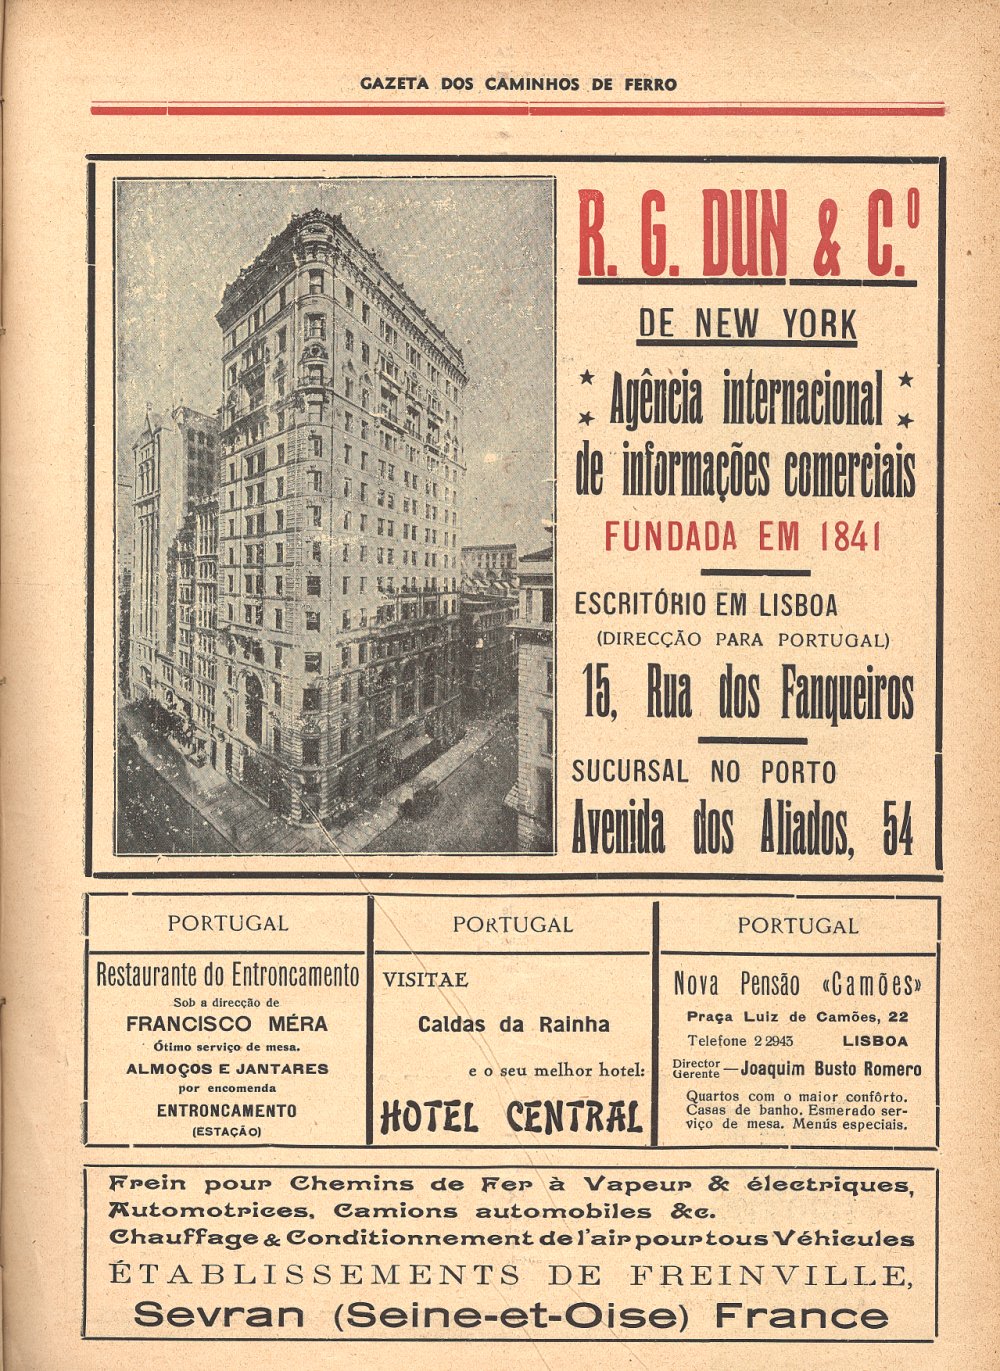 GAZETA DOS CAMINHOS DE FERRO
R. G. DUN & C.º
DE NEW YORK
Agência internacional
de informações comerciais
FUNDADA EM 1841
ESCRITÓRIO EM LISBOA
(DIRECÇÃO PARA PORTUGAL)
15, Rua dos Fanqueiros
SUCURSAL NO PORTO
Avenida dos Aliados, 54
PORTUGAL
Restaurante do Entroncamento
Sob a direcção de
FRANCISCO MÉRA
Ótimo serviço de mesa.
ALMOÇOS E JANTARES
por encomenda
ENTRONCAMENTO
(ESTAÇÃO)
PORTUGAL
VISITAE
Caldas da Rainha
e o seu melhor hotel:
HOTEL CENTRAL
PORTUGAL
Nova Pensão «Camões»
Praça Luiz de Camões, 22
Telefone 2 2943 LISBOA
Director Gerente — Joaquim Busto Romero
Quartos com o maior confôrto.
Casas de banho. Esmerado ser-
viço de mesa. Menús especiais.
Frein pour Chemins de Fer à Vapeur & électriques,
Automotrices, Camions automobiles &c.
Chauffage & Conditionnement de l'air pour tous Véhicules
ÉTABLISSEMENTS DE FREINVILLE,
Sevran (Seine-et-Oise) France